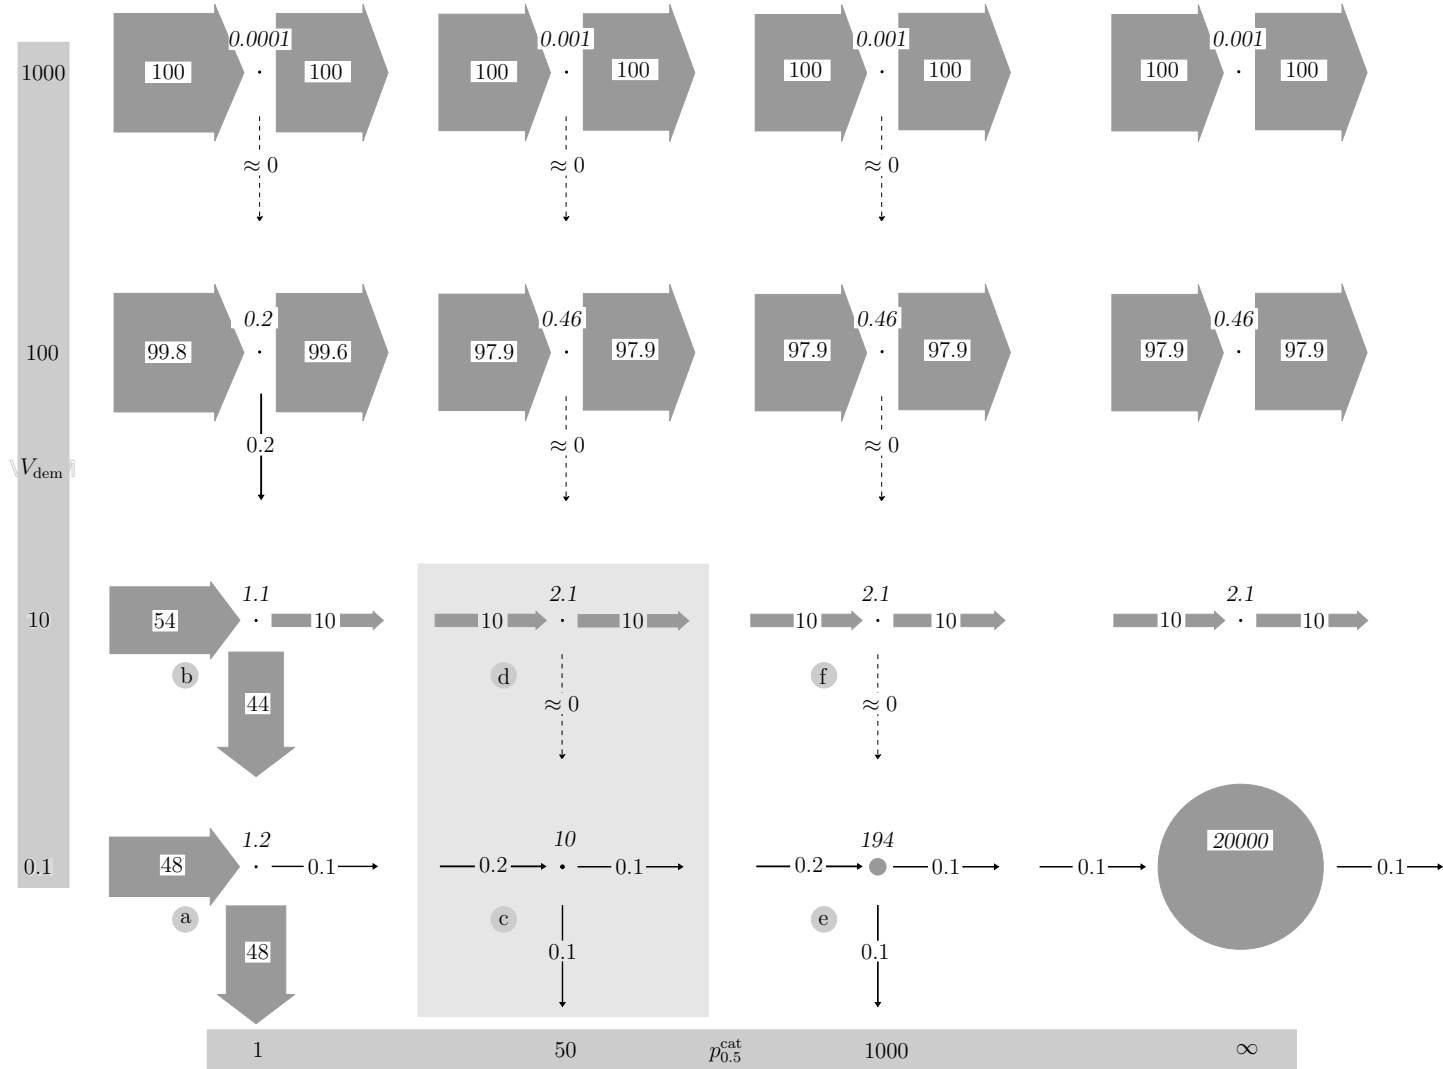 0.0001 0.001 0.001 0.001
1000 100 100 100 100 100 100 100 100
≈ 0 ≈ 0 ≈ 0
0.2 0.46 0.46 0.46
100 99.8 99.6 97.9 97.9 97.9 97.9 97.9 97.9
0.2 ≈ 0 ≈ 0
V_dem
1.1 2.1 2.1 2.1
10 54 10 10 10 10 10 10 10
b d f
44 ≈ 0 ≈ 0
1.2 10 194 20000
0.1 48 0.1 0.2 0.1 0.2 0.1 0.1 0.1
a c e
48 0.1 0.1
1 50 p_{0.5}^{cat} 1000 ∞